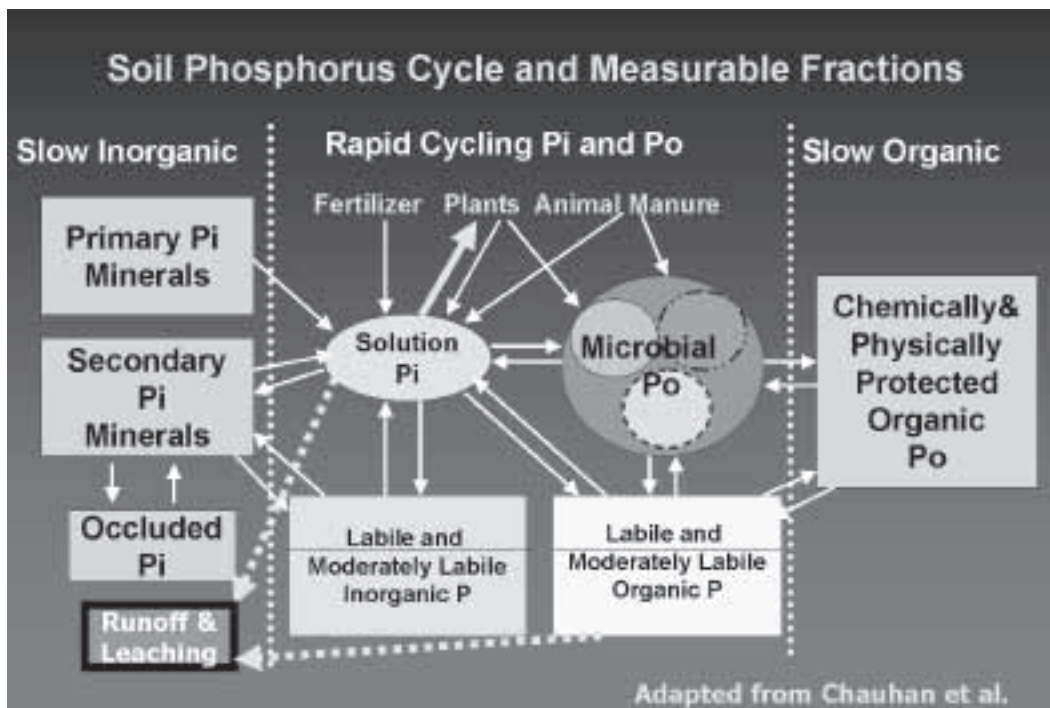 Soil Phosphorus Cycle and Measurable Fractions
Slow Inorganic
Rapid Cycling Pi and Po
Slow Organic
Fertilizer
Plants
Animal Manure
Primary Pi
Minerals
Secondary
Pi
Minerals
Occluded
Pi
Runoff &
Leaching
Solution
Pi
Microbial
Po
Labile and
Moderately Labile
Inorganic P
Labile and
Moderately Labile
Organic P
Chemically&
Physically
Protected
Organic
Po
Adapted from Chauhan et al.